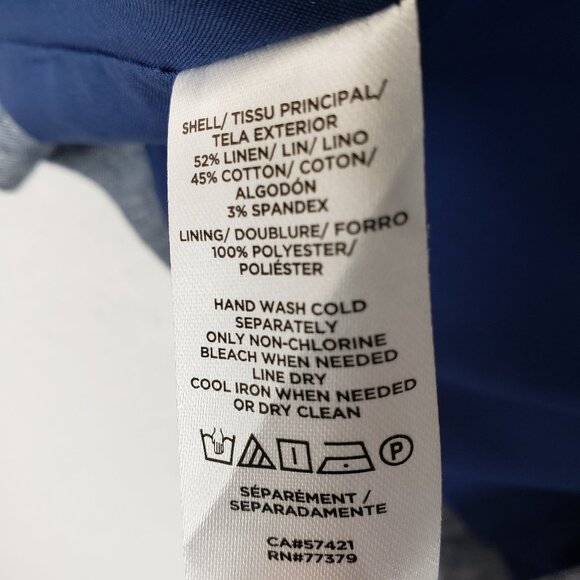 SHELL/ TISSU PRINCIPAL/
TELA EXTERIOR
52% LINEN/ LIN/ LINO
45% COTTON/ COTON/
ALGODÓN
3% SPANDEX
LINING/ DOUBLURE/ FORRO
100% POLYESTER/
POLIÉSTER
HAND WASH COLD
SEPARATELY
ONLY NON-CHLORINE
BLEACH WHEN NEEDED
LINE DRY
COOL IRON WHEN NEEDED
OR DRY CLEAN
P
SÉPARÉMENT /
SEPARADAMENTE
CA#57421
RN#77379